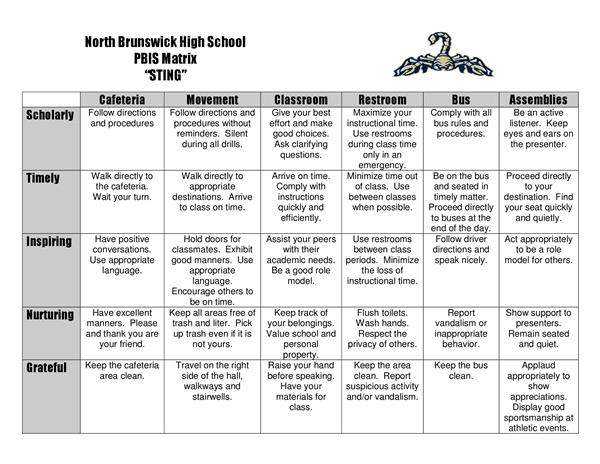 North Brunswick High School
PBIS Matrix
“STING”
Cafeteria
Movement
Classroom
Restroom
Bus
Assemblies
Scholarly
Follow directions
and procedures
Follow directions
and procedures without
reminders. Silent
during all drills.
Give your best
effort and make
good choices.
Ask clarifying
questions.
Maximize your
instructional time.
Use restrooms
during class time
only in an
emergency.
Comply with all
bus rules and
procedures.
Be an active
listener. Keep
eyes and ears on
the presenter.
Timely
Walk directly to
the cafeteria.
Wait your turn.
Walk directly to
appropriate
destinations. Arrive
to class on time.
Arrive on time.
Comply with
instructions
quickly and
efficiently.
Minimize time out
of class. Use
between classes
when possible.
Be on the bus
and seated in
timely matter.
Proceed directly
to buses at the
end of the day.
Proceed directly
to your
destination. Find
your seat quickly
and quietly.
Inspiring
Have positive
conversations.
Use appropriate
language.
Hold doors for
classmates. Exhibit
good manners. Use
appropriate
language.
Encourage others to
be on time.
Assist your peers
with their
academic needs.
Be a good role
model.
Use restrooms
between class
periods. Minimize
the loss of
instructional time.
Follow driver
directions and
speak nicely.
Act appropriately
to be a role
model for others.
Nurturing
Have excellent
manners. Please
and thank you are
your friend.
Keep all areas free of
trash and liter. Pick
up trash even if it is
not yours.
Keep track of
your belongings.
Value school and
personal
property.
Flush toilets.
Wash hands.
Respect the
privacy of others.
Report
vandalism or
inappropriate
behavior.
Show support to
presenters.
Remain seated
and quiet.
Grateful
Keep the cafeteria
area clean.
Travel on the right
side of the hall,
walkways and
stairwells.
Raise your hand
before speaking.
Have your
materials for
class.
Keep the area
clean. Report
suspicious activity
and/or vandalism.
Keep the bus
clean.
Applaud
appropriately to
show
appreciations.
Display good
sportsmanship at
athletic events.